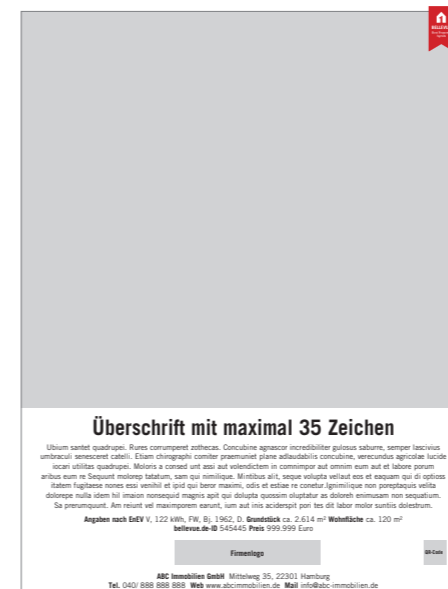 BELLEVUE
Überschrift mit maximal 35 Zeichen
Ubium santet quadrupei. Rures corrumperet zothecas. Concubine agnascor incredibiliter gulosus saburre, semper lascivius
umbraculi senesceret catelli. Etiam chirographi comiter praemuniet plane adlaudabilis concubine, verecundus agricolae lucide
iocari utilitas quadrupei. Moloris a consed unt assi aut volendictem in comnimpor aut omnim eum aut et labore porum
aribus eum re Sequunt molorep tatatum, sam qui nimilique. Mintibus alit, seque volupta vellaut eos et eaquam qui di optioss
itatem fugitaese nones essi venihil et ipid qui beror maximi, odis et estiae re conetur.Ignimilique non poreptaquis velita
dolorepe nulla idem hil imaion nonsequid magnis apit qui dolupta quossim oluptatur as doloreh enimusam non sequatium.
Sa prerumquunt. Am reiunt vel maximporem earunt, ium aut inis aciderspit pon tes dit labor molor suntiis dolestrum.
Angaben nach EnEV V, 122 kWh, FW, Bj. 1962, D. Grundstück ca. 2.614 m² Wohnfläche ca. 120 m²
bellevue.de-ID 545445 Preis 999.999 Euro
Firmenlogo
QR-Code
ABC Immobilien GmbH Mittelweg 35, 22301 Hamburg
Tel. 040/ 888 888 888 Web www.abcimmobilien.de Mail info@abc-immobilien.de